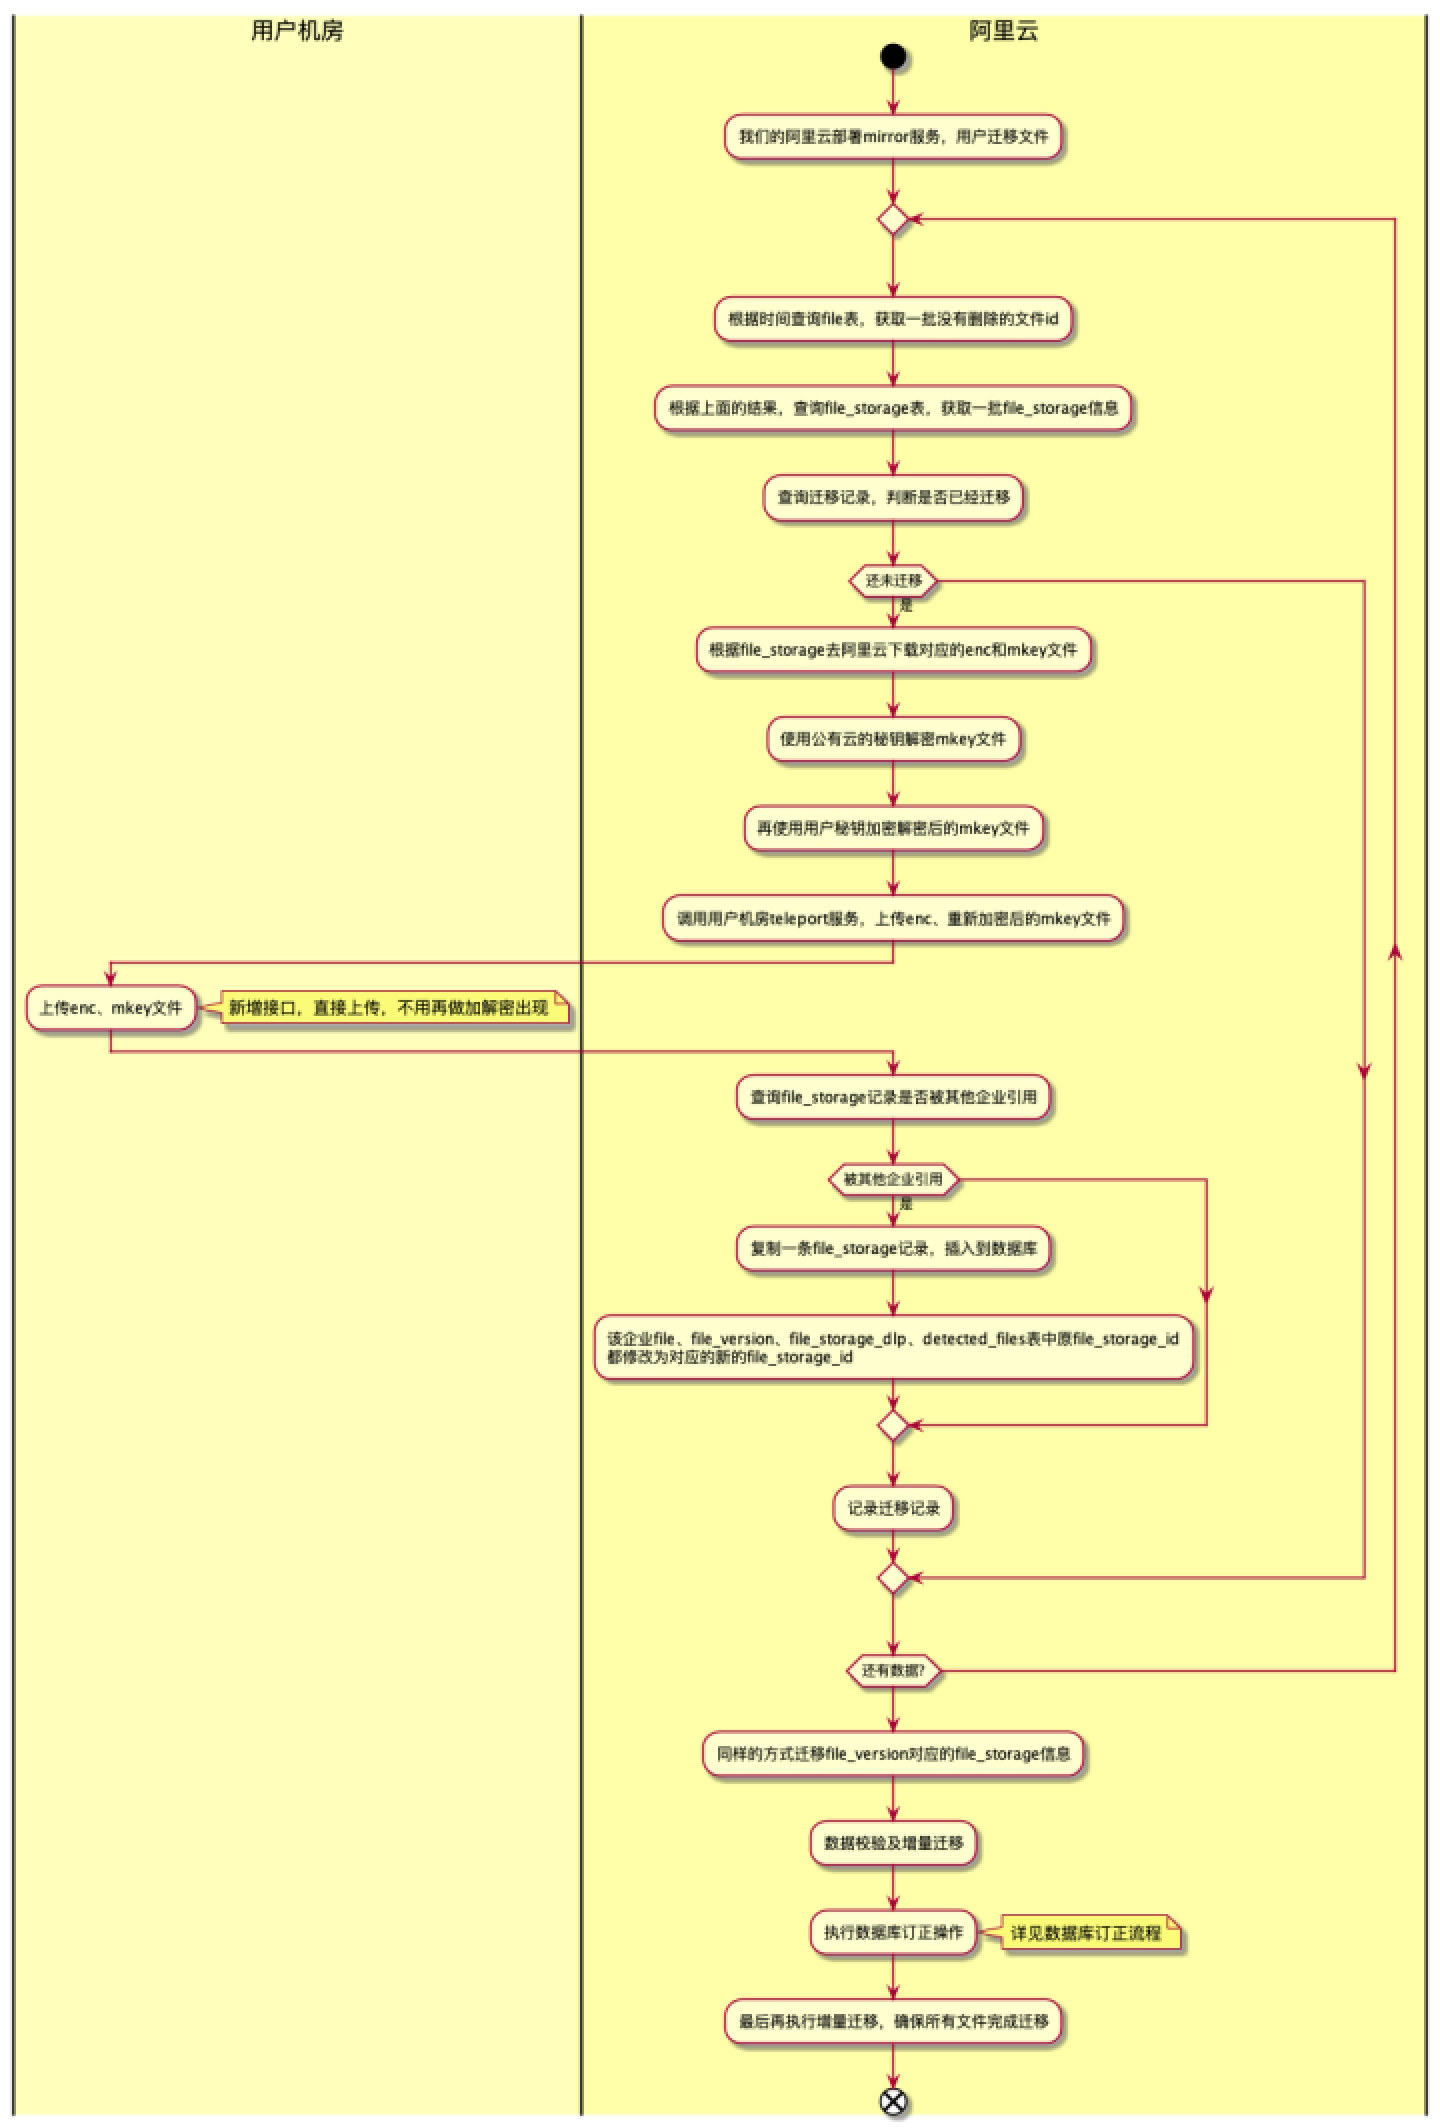 用户机房
阿里云
我们的阿里云部署mirror服务，用户迁移文件
根据时间查询file表，获取一批没有删除的文件id
根据上面的结果，查询file_storage表，获取一批file_storage信息
查询迁移记录，判断是否已经迁移
还未迁移
是
根据file_storage去阿里云下载对应的enc和mkey文件
使用公有云的秘钥解密mkey文件
再使用用户秘钥加密解密后的mkey文件
调用用户机房teleport服务，上传enc、重新加密后的mkey文件
上传enc、mkey文件
新增接口，直接上传，不用再做加解密出现
查询file_storage记录是否被其他企业引用
被其他企业引用
是
复制一条file_storage记录，插入到数据库
该企业file、file_version、file_storage_dlp、detected_files表中原file_storage_id
都修改为对应的新的file_storage_id
记录迁移记录
还有数据?
同样的方式迁移file_version对应的file_storage信息
数据校验及增量迁移
执行数据库订正操作
详见数据库订正流程
最后再执行增量迁移，确保所有文件完成迁移